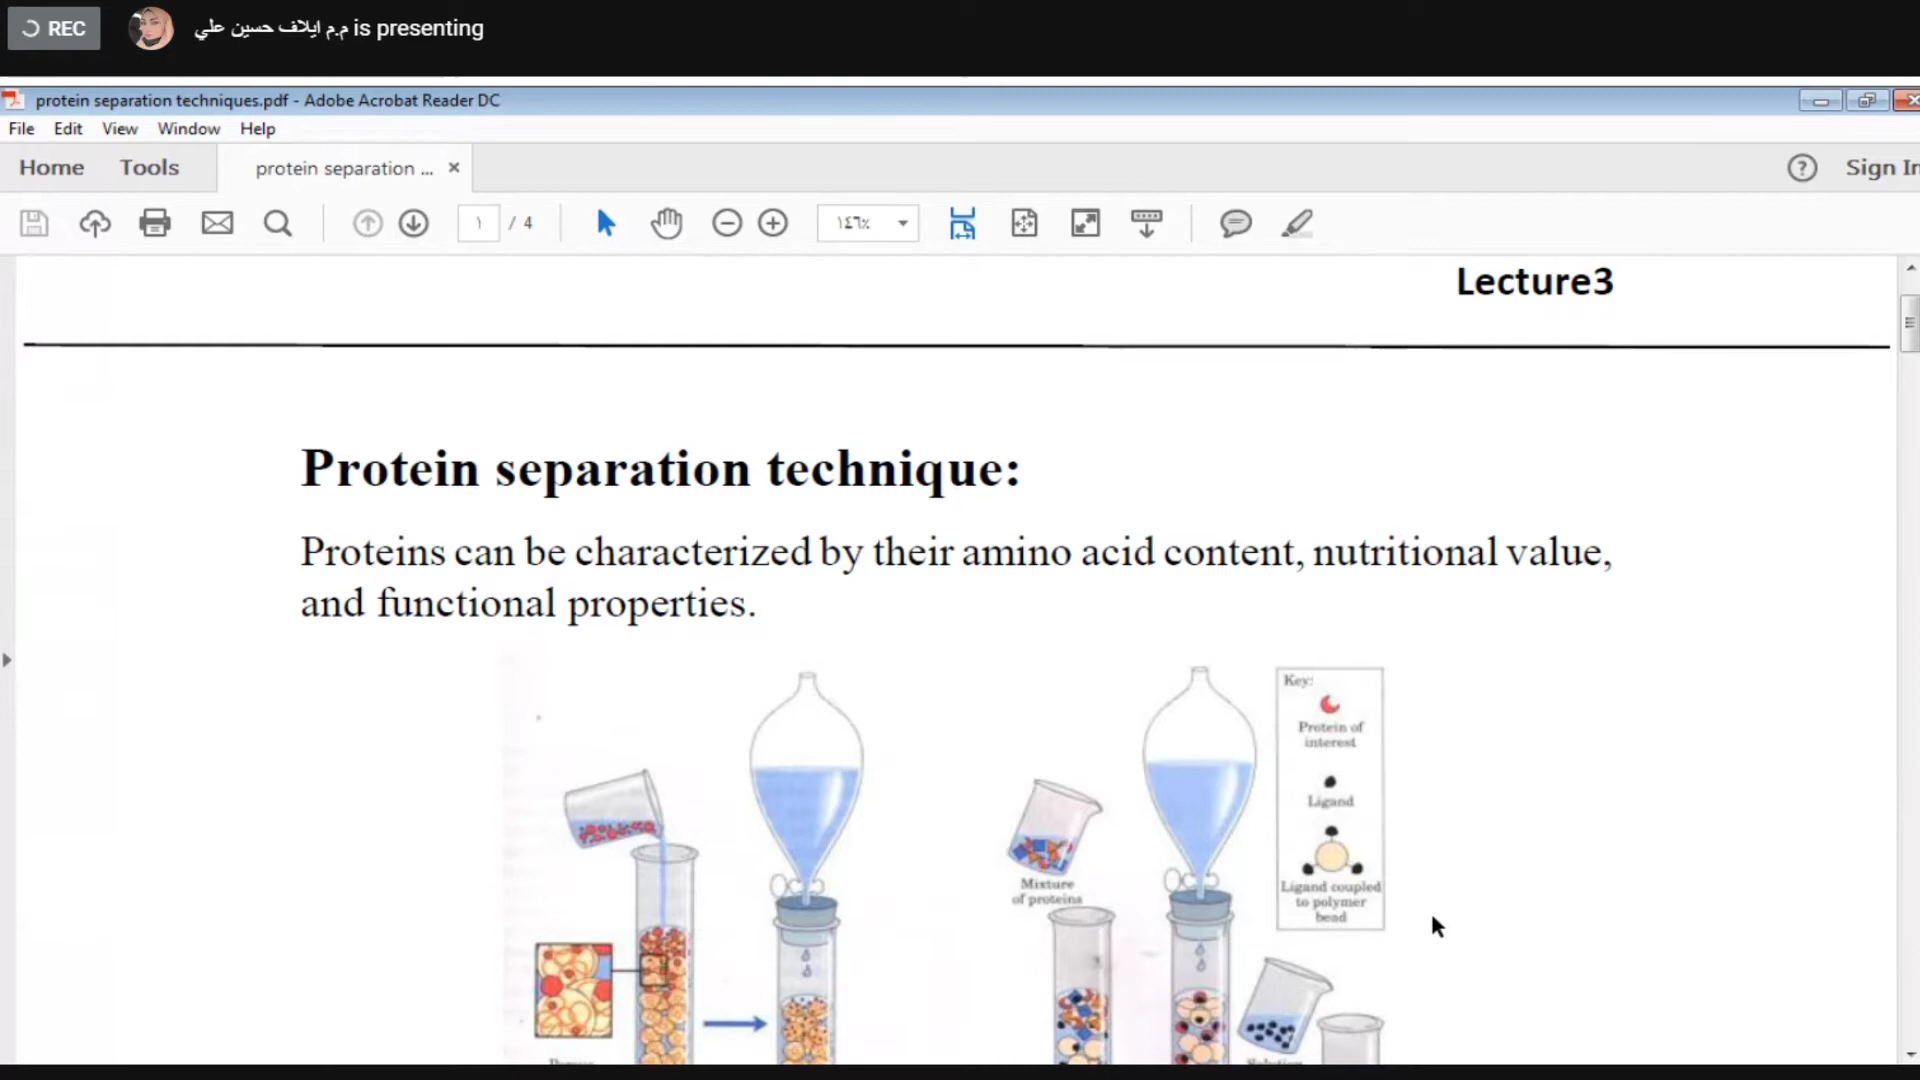 REC
م.م ايلاف حسين علي is presenting
protein separation techniques.pdf - Adobe Acrobat Reader DC
File Edit View Window Help
Home Tools protein separation ... Sign In
١ / 4 ١٤٦%
Lecture3
Protein separation technique:
Proteins can be characterized by their amino acid content, nutritional value,
and functional properties.
Key:
Protein of
interest
Ligand
Ligand coupled
to polymer
bead
Mixture
of proteins